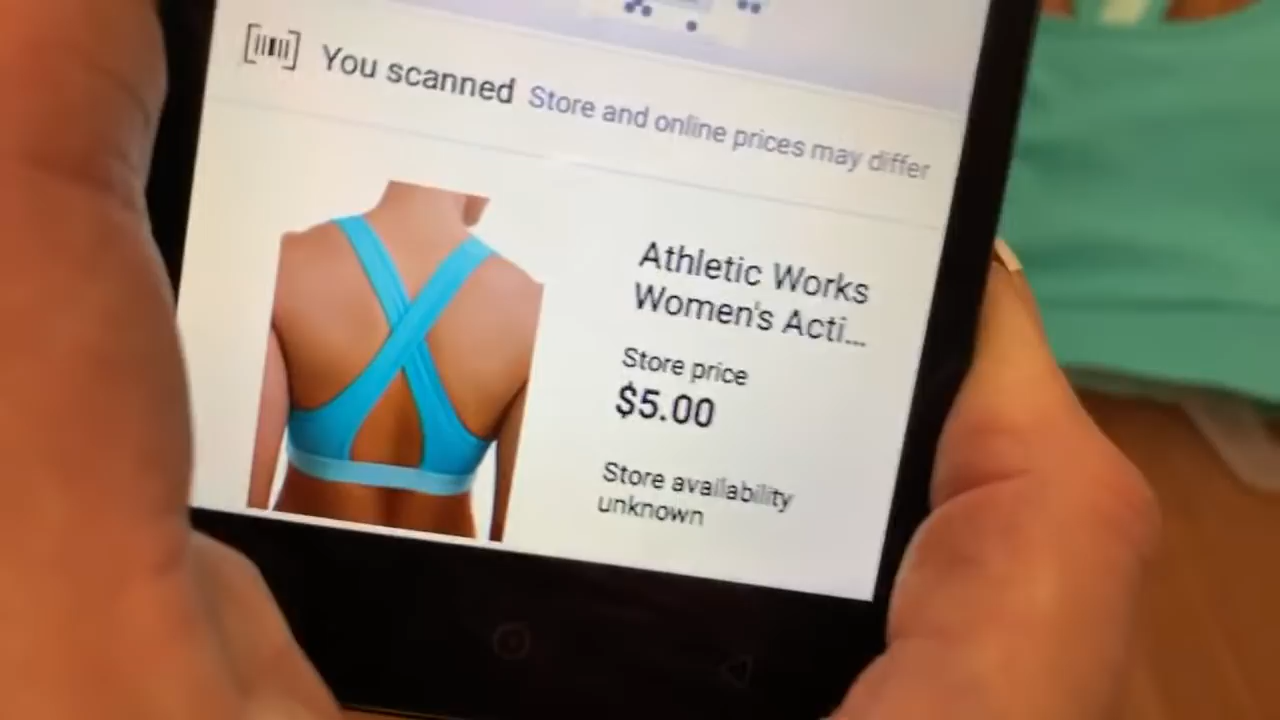 You scanned Store and online prices may differ
Athletic Works
Women's Acti...
Store price
$5.00
Store availability
unknown